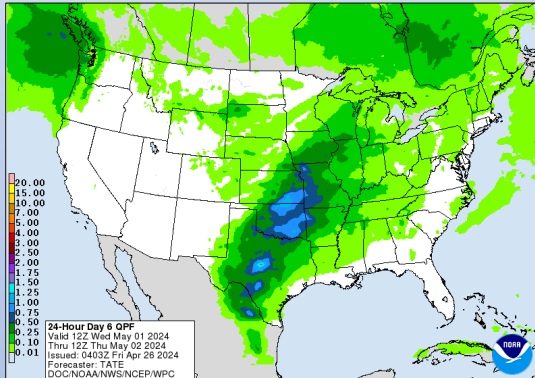 20.00
15.00
10.00
7.00
5.00
4.00
3.00
2.50
2.00
1.75
1.50
1.25
1.00
0.75
0.50
0.25
0.10
0.01
24-Hour Day 6 QPF
Valid 12Z Wed May 01 2024
Thru 12Z Thu May 02 2024
Issued: 0403Z Fri Apr 26 2024
Forecaster: TATE
DOC/NOAA/NWS/NCEP/WPC
NOAA